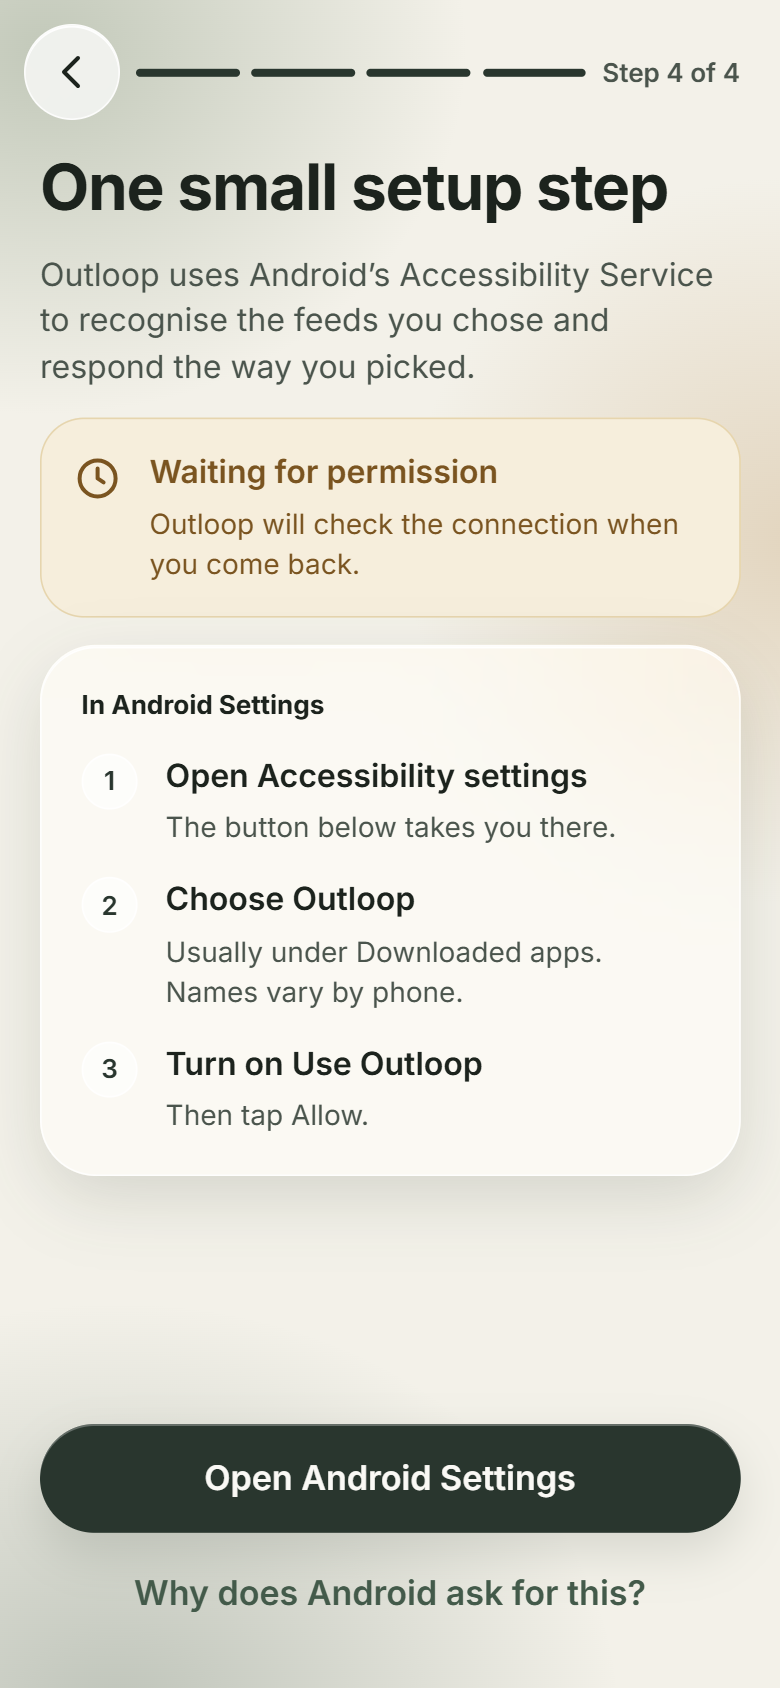 Step 4 of 4
One small setup step
Outloop uses Android’s Accessibility Service
to recognise the feeds you chose and
respond the way you picked.
Waiting for permission
Outloop will check the connection when
you come back.
In Android Settings
1
Open Accessibility settings
The button below takes you there.
2
Choose Outloop
Usually under Downloaded apps.
Names vary by phone.
3
Turn on Use Outloop
Then tap Allow.
Open Android Settings
Why does Android ask for this?